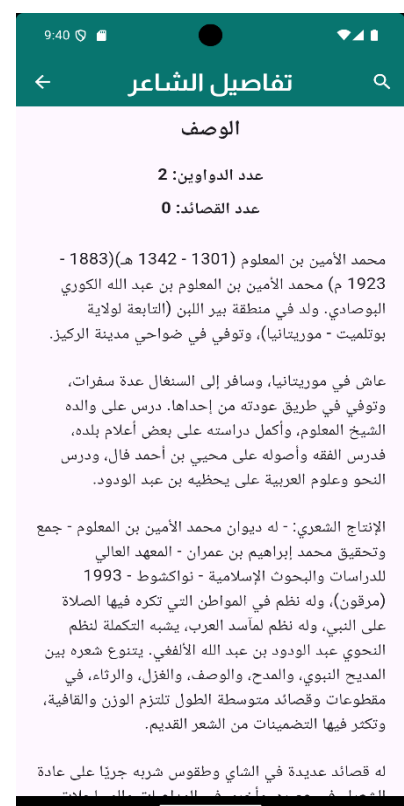 9:40
تفاصيل الشاعر
الوصف
عدد الدواوين: 2
عدد القصائد: 0
محمد الأمين بن المعلوم (1301 - 1342 هـ)(1883 -
1923 م) محمد الأمين بن المعلوم بن عبد الله الكوري
البوصادي. ولد في منطقة بير اللبن (التابعة لولاية
بوتلميت - موريتانيا)، وتوفي في ضواحي مدينة الركيز.
عاش في موريتانيا، وسافر إلى السنغال عدة سفرات،
وتوفي في طريق عودته من إحداها. درس على والده
الشيخ المعلوم، وأكمل دراسته على بعض أعلام بلده،
فدرس الفقه وأصوله على محيي بن أحمد فال، ودرس
النحو وعلوم العربية على يحظيه بن عبد الودود.
الإنتاج الشعري: - له ديوان محمد الأمين بن المعلوم - جمع
وتحقيق محمد إبراهيم بن عمران - المعهد العالي
للدراسات والبحوث الإسلامية - نواكشوط - 1993
(مرقون)، وله نظم في المواطن التي تكره فيها الصلاة
على النبي، وله نظم لمآسد العرب، يشبه التكملة لنظم
النحوي عبد الودود بن عبد الله الألفغي. يتنوع شعره بين
المديح النبوي، والمدح، والوصف، والغزل، والرثاء، في
مقطوعات وقصائد متوسطة الطول تلتزم الوزن والقافية،
وتكثر فيها التضمينات من الشعر القديم.
له قصائد عديدة في الشاي وطقوس شربه جريًا على عادة